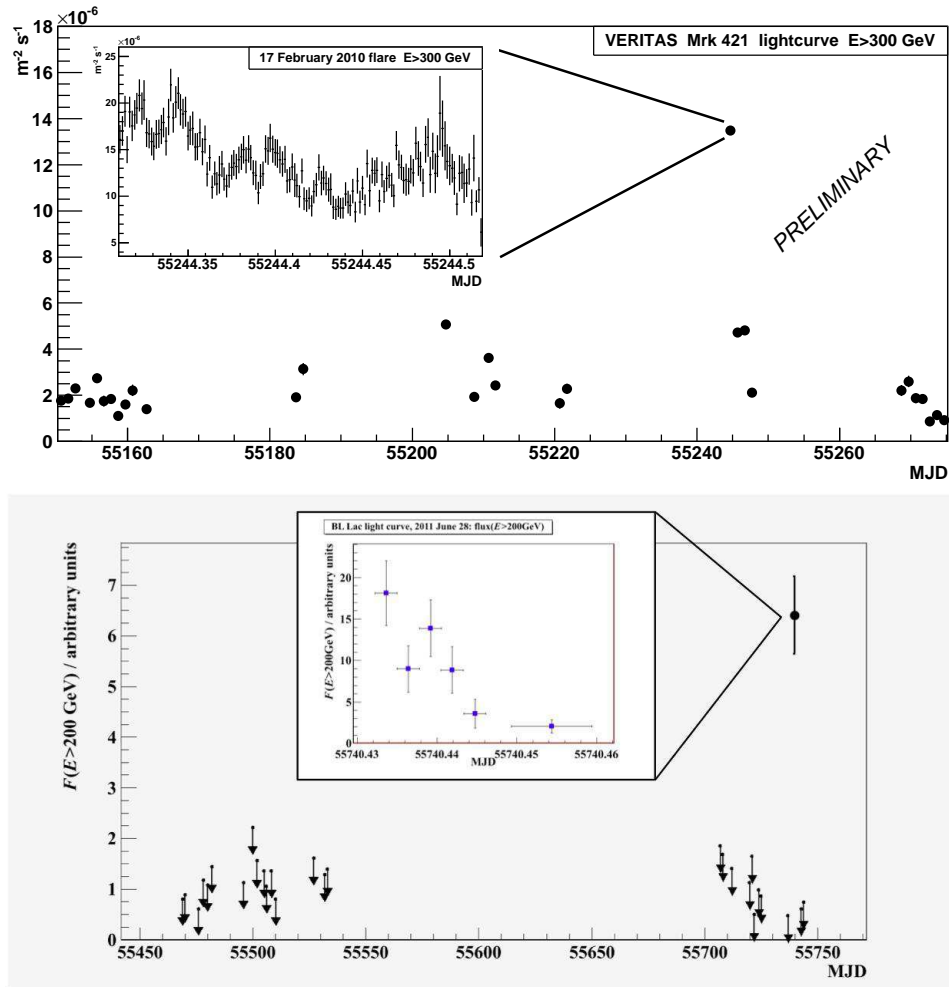 ×10⁻⁶
VERITAS Mrk 421 lightcurve E>300 GeV
m⁻² s⁻¹
18
16
14
12
10
8
6
4
2
0
×10⁻⁶
17 February 2010 flare E>300 GeV
m⁻² s⁻¹
25
20
15
10
5
55244.35 55244.4 55244.45 55244.5
MJD
PRELIMINARY
55160 55180 55200 55220 55240 55260
MJD
BL Lac light curve, 2011 June 28: flux(E>200GeV)
F(E>200GeV) / arbitrary units
20
15
10
5
0
55740.43 55740.44 55740.45 55740.46
MJD
F(E>200 GeV) / arbitrary units
7
6
5
4
3
2
1
0
55450 55500 55550 55600 55650 55700 55750
MJD